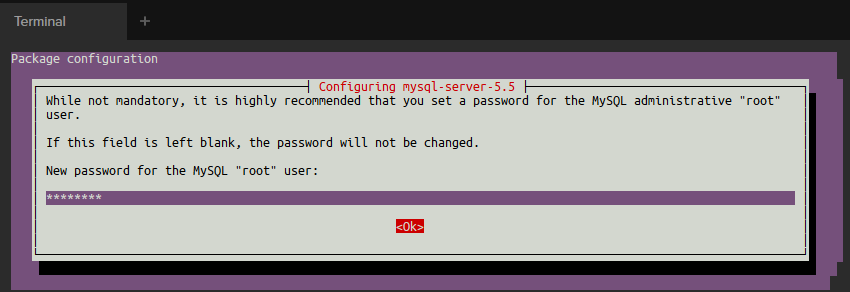 Terminal +
Package configuration
Configuring mysql-server-5.5
While not mandatory, it is highly recommended that you set a password for the MySQL administrative "root"
user.
If this field is left blank, the password will not be changed.
New password for the MySQL "root" user:
********
<Ok>